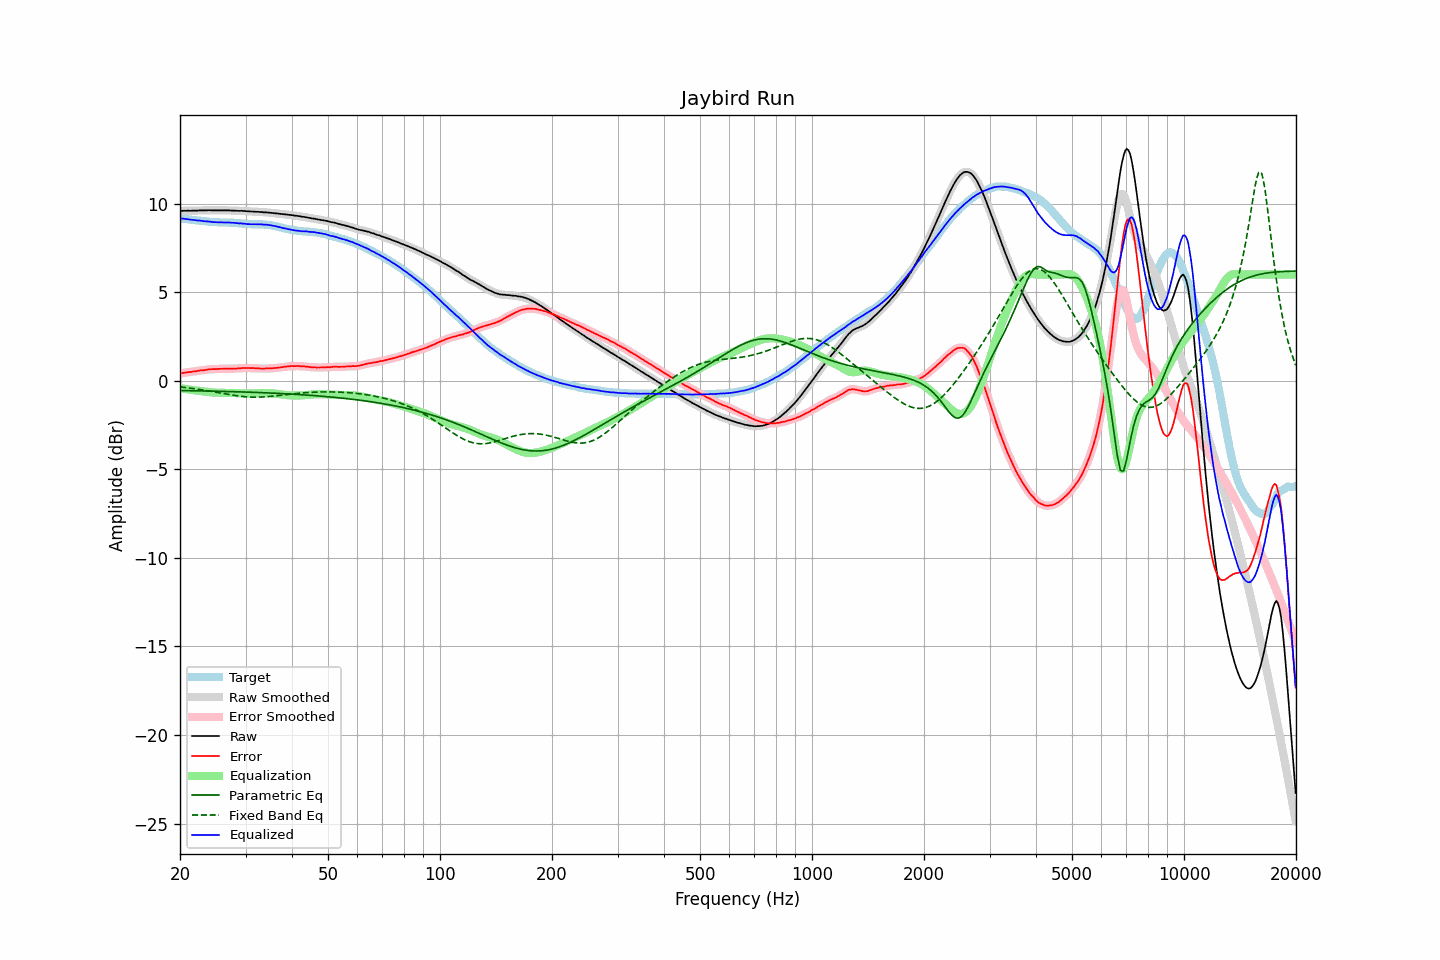 Jaybird Run
Amplitude (dBr)
10
5
0
−5
−10
−15
−20
−25
Target
Raw Smoothed
Error Smoothed
Raw
Error
Equalization
Parametric Eq
Fixed Band Eq
Equalized
20 50 100 200 500 1000 2000 5000 10000 20000
Frequency (Hz)